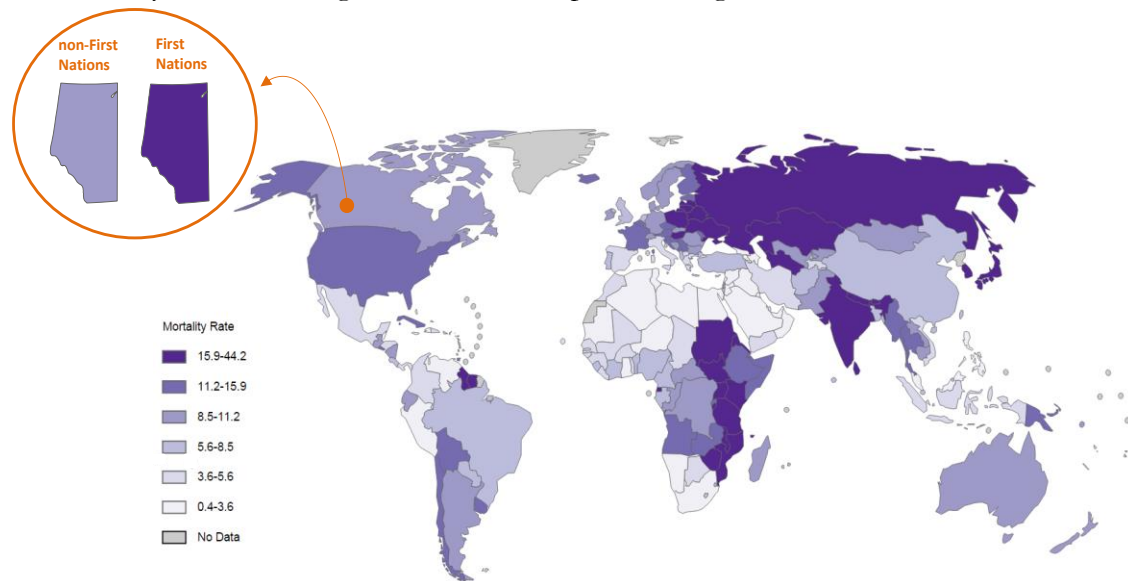 non-First
Nations
First
Nations
Mortality Rate
15.9-44.2
11.2-15.9
8.5-11.2
5.6-8.5
3.6-5.6
0.4-3.6
No Data